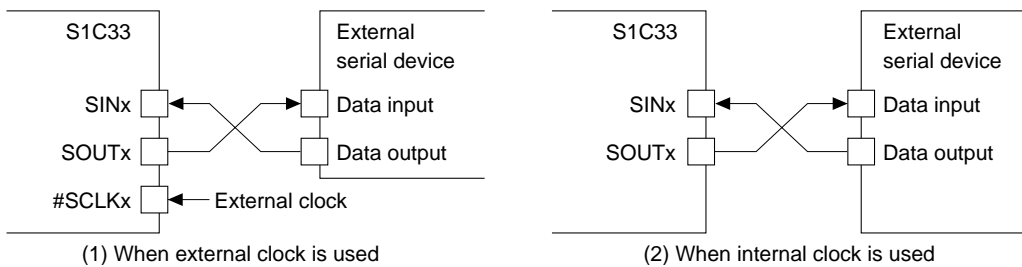 S1C33
External
serial device
SINx
Data input
SOUTx
Data output
#SCLKx
External clock
(1) When external clock is used
S1C33
External
serial device
SINx
Data input
SOUTx
Data output
(2) When internal clock is used